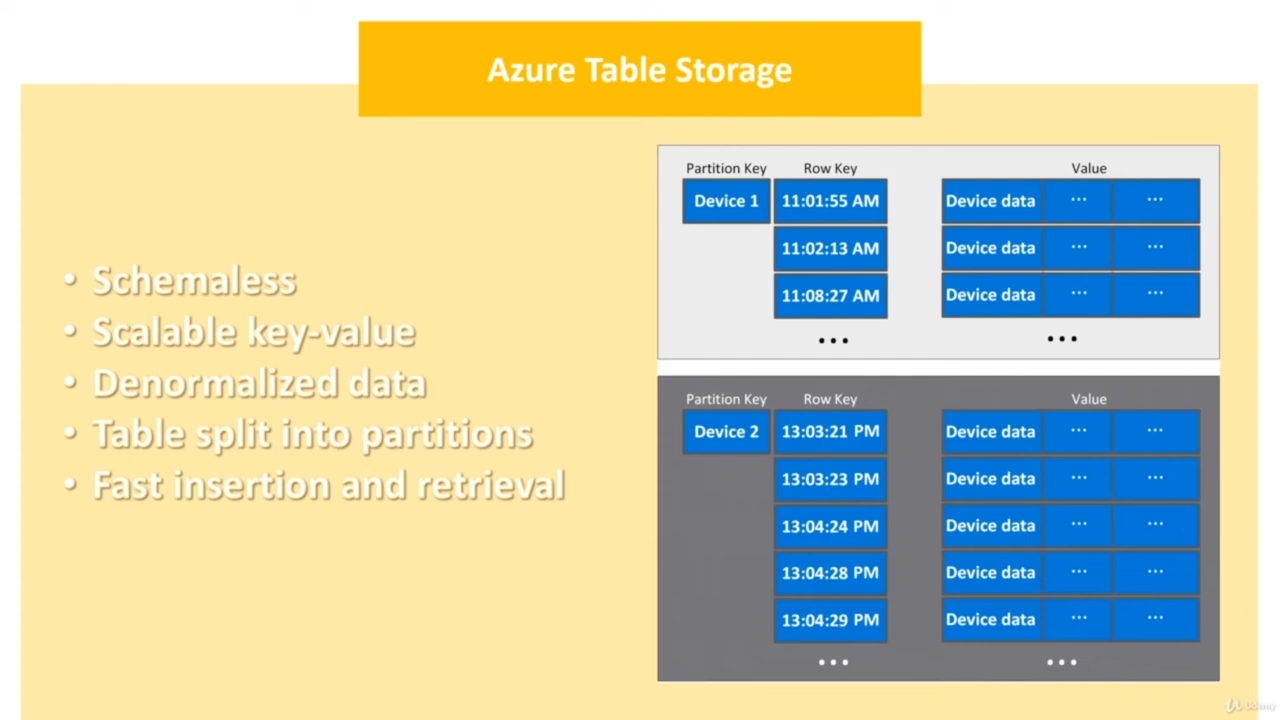 Azure Table Storage
• Schemaless
• Scalable key-value
• Denormalized data
• Table split into partitions
• Fast insertion and retrieval
Partition Key Row Key Value
Device 1 11:01:55 AM Device data ... ...
11:02:13 AM Device data ... ...
11:08:27 AM Device data ... ...
... ...
Partition Key Row Key Value
Device 2 13:03:21 PM Device data ... ...
13:03:23 PM Device data ... ...
13:04:24 PM Device data ... ...
13:04:28 PM Device data ... ...
13:04:29 PM Device data ... ...
... ...
Udemy